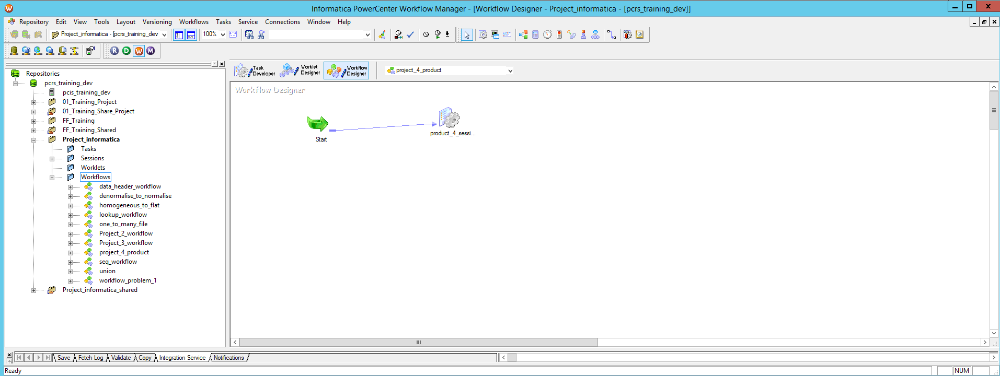 Informatica PowerCenter Workflow Manager - [Workflow Designer - Project_informatica - [pcrs_training_dev]]
Repository Edit View Tools Layout Versioning Workflows Tasks Service Connections Window Help
Project_informatica - [pcrs_training_dev 100%
R D W M
Task Developer
Worklet Designer
Workflow Designer
project_4_product
Repositories
pcrs_training_dev
pcis_training_dev
01_Training_Project
01_Training_Share_Project
FF_Training
FF_Training_Shared
Project_informatica
Tasks
Sessions
Worklets
Workflows
data_header_workflow
denormalise_to_normalise
homogeneous_to_flat
lookup_workflow
one_to_many_file
Project_2_workflow
Project_3_workflow
project_4_product
seq_workflow
union
workflow_problem_1
Project_informatica_shared
Workflow Designer
Start
product_4_sessi...
Save Fetch Log Validate Copy Integration Service Notifications
Ready NUM